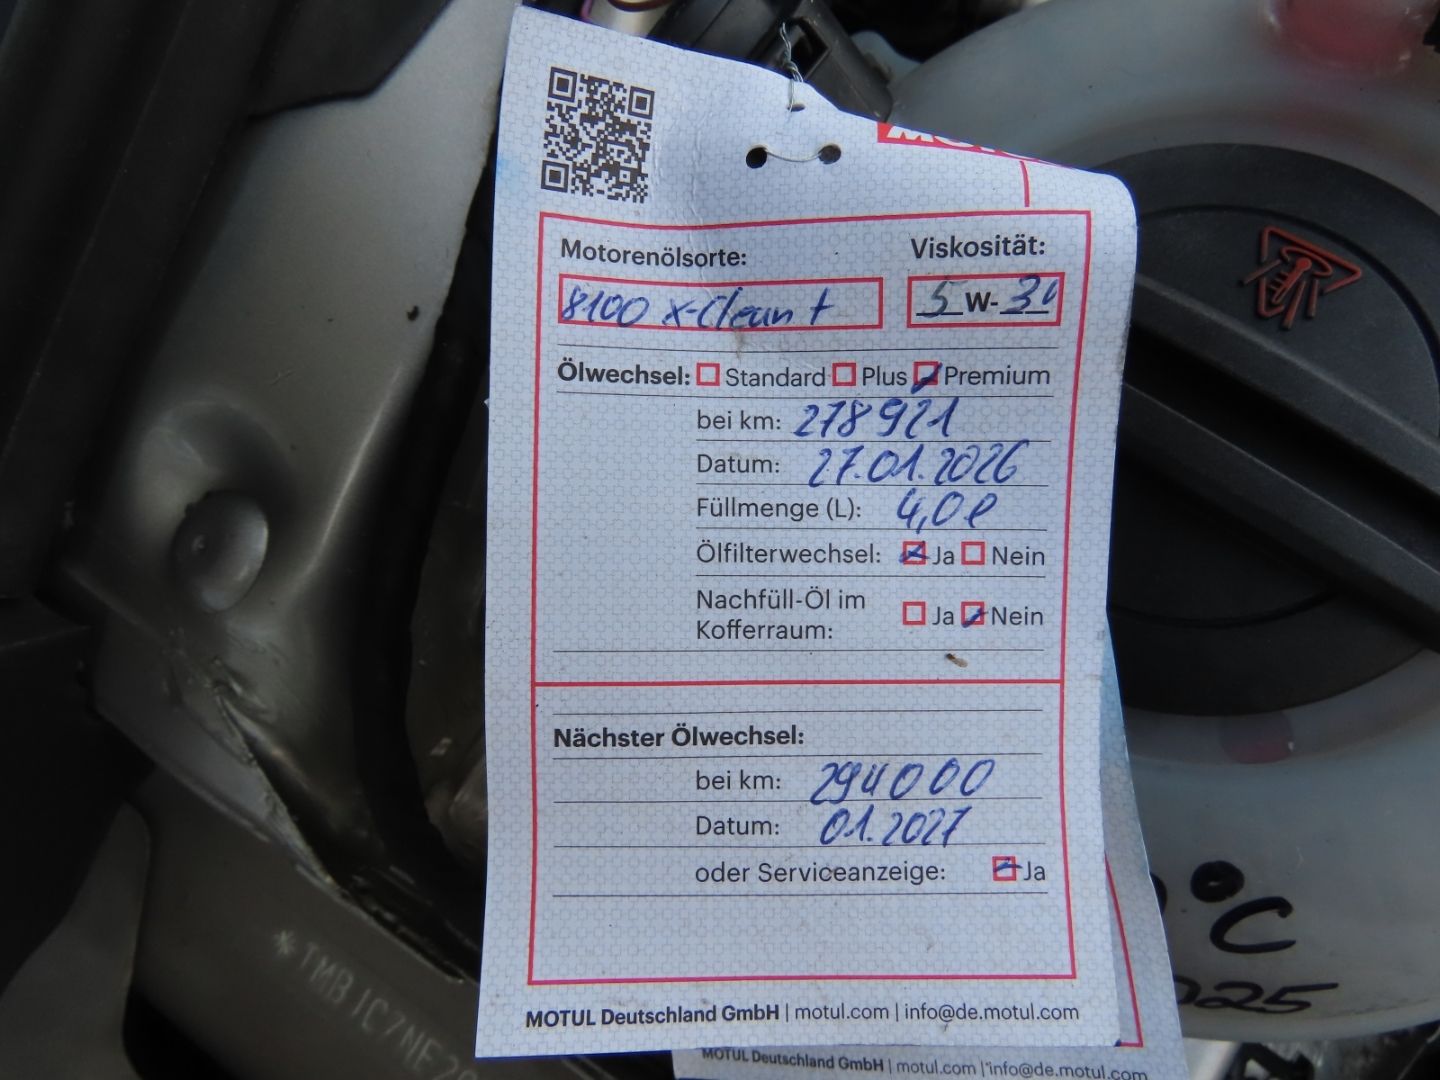 Motorenölsorte:
Viskosität:
8100 X-Clean +
5 W-30
Ölwechsel: Standard Plus Premium
bei km: 278921
Datum: 27.01.2026
Füllmenge (L): 4,0l
Ölfilterwechsel: Ja Nein
Nachfüll-Öl im
Kofferraum: Ja Nein
Nächster Ölwechsel:
bei km: 294000
Datum: 01.2027
oder Serviceanzeige: Ja
MOTUL Deutschland GmbH | motul.com | info@de.motul.com
MOTUL Deutschland GmbH | motul.com | info@de.motul.com
*TMB1C7NE2
°C
025